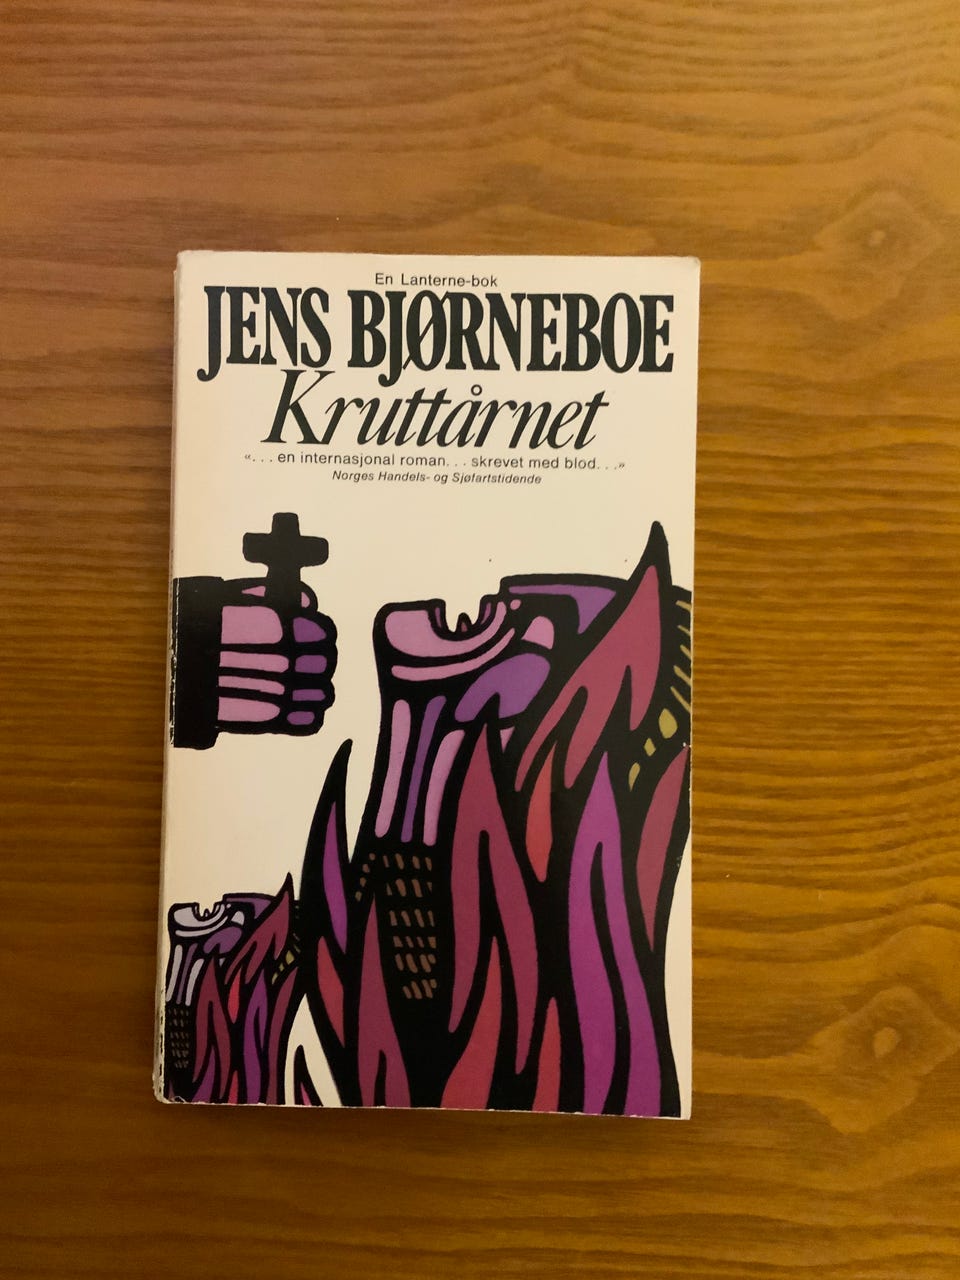 En Lanterne-bok
JENS BJØRNEBOE
Kruttårnet
«. . . en internasjonal roman. . . skrevet med blod. . .»
Norges Handels- og Sjøfartstidende